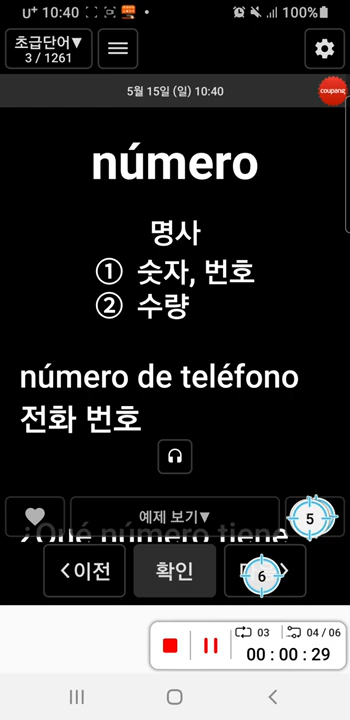 U+ 10:40 100%
초급단어▼
3 / 1261
5월 15일 (일) 10:40
coupang
número
명사
① 숫자, 번호
② 수량
número de teléfono
전화 번호
예제 보기▼
5
¿Qué número tiene
<이전
확인
6
03
04 / 06
00 : 00 : 29